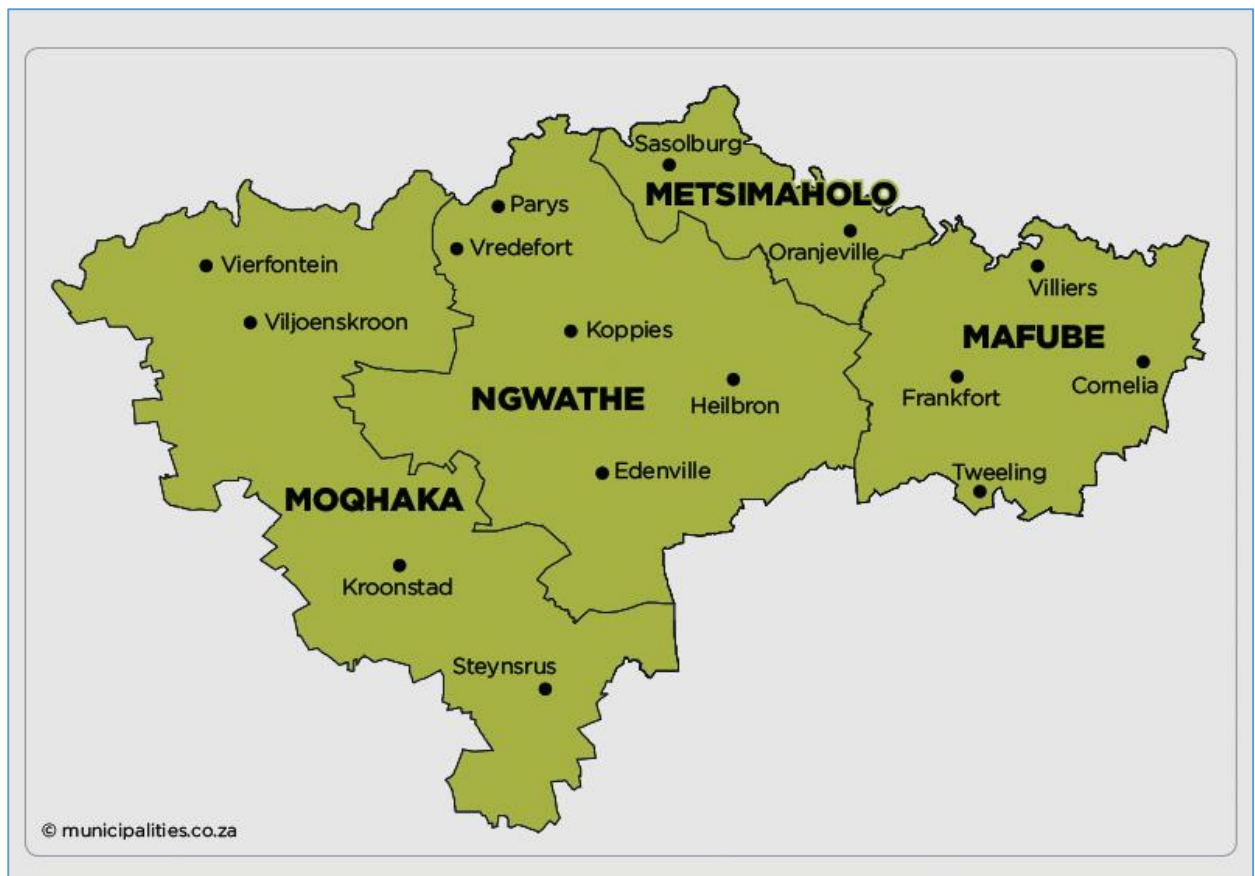 Sasolburg
METSIMAHOLO
Parys
Vredefort
Oranjeville
Vierfontein
Villiers
Viljoenskroon
Koppies
MAFUBE
Cornelia
NGWATHE
Heilbron
Frankfort
Edenville
Tweeling
MOQHAKA
Kroonstad
Steynsrus
© municipalities.co.za